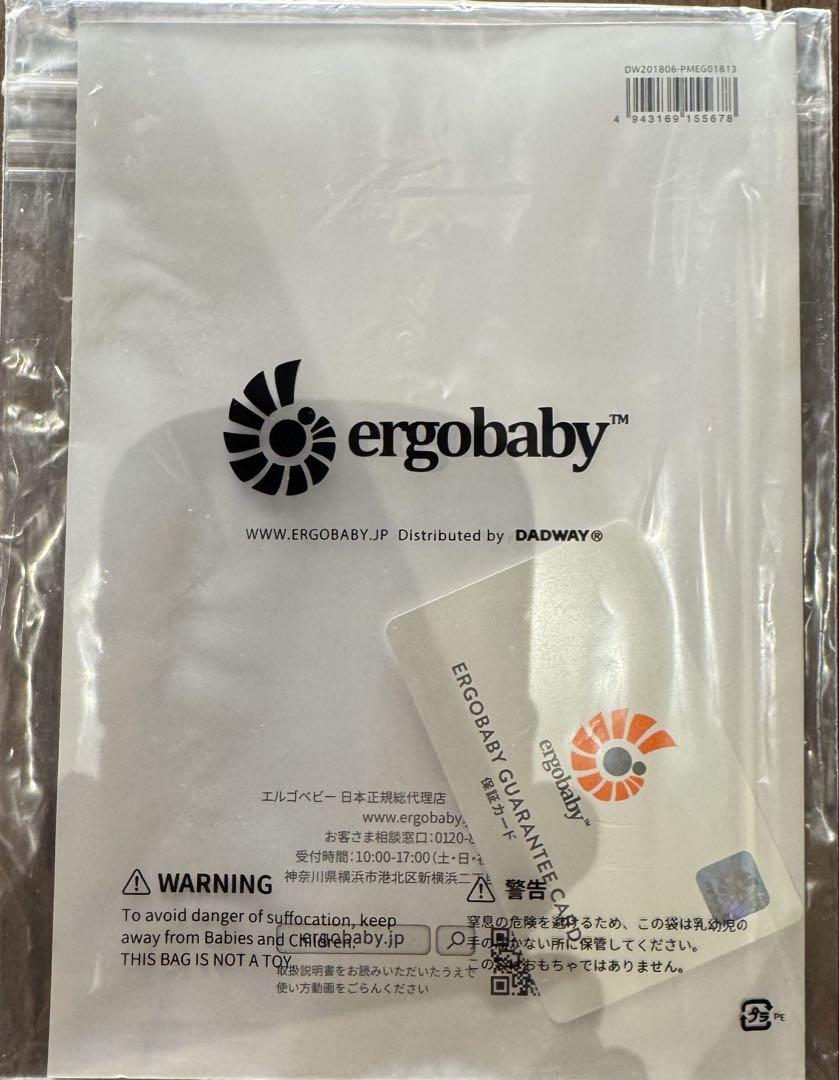 DW201806-PMEG01813
4 943169 155678
ergobaby™
WWW.ERGOBABY.JP Distributed by DADWAY®
ERGOBABY GUARANTEE CARD
保証カード
ergobaby™
エルゴベビー 日本正規総代理店
www.ergobaby.
お客さま相談窓口:0120-8
受付時間:10:00-17:00(土・日・祝
神奈川県横浜市港北区新横浜二丁
WARNING
To avoid danger of suffocation, keep
away from Babies and Children.
THIS BAG IS NOT A TOY.
警告
窒息の危険を避けるため、この袋は乳幼児の
手の届かない所に保管してください。
この袋はおもちゃではありません。
ergobaby.jp
取扱説明書をお読みいただいたうえで
使い方動画をごらんください
プラ PE